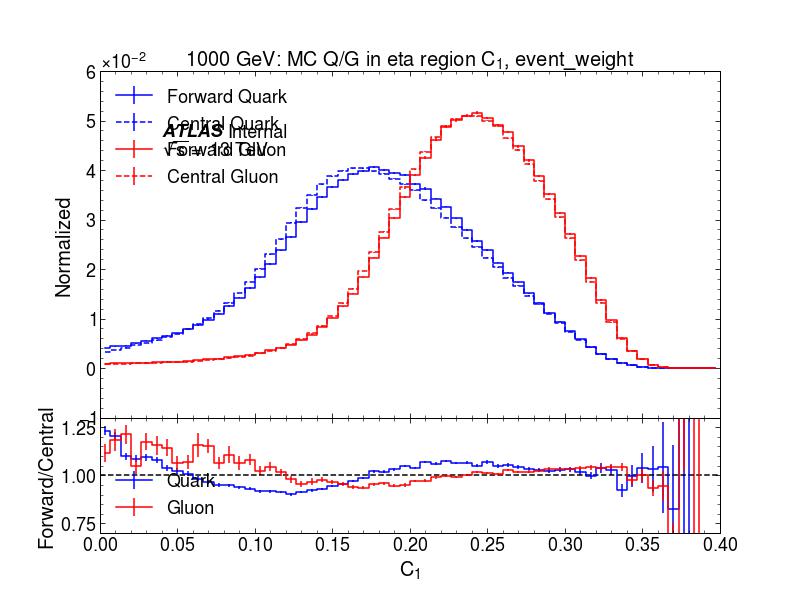 ×10⁻²
1000 GeV: MC Q/G in eta region C₁, event_weight
Forward Quark
Central Quark
ATLAS Internal
√s = 13 TeV
Forward Gluon
Central Gluon
Normalized
6
5
4
3
2
1
0
−1
Forward/Central
1.25
1.00
0.75
Quark
Gluon
0.00 0.05 0.10 0.15 0.20 0.25 0.30 0.35 0.40
C₁